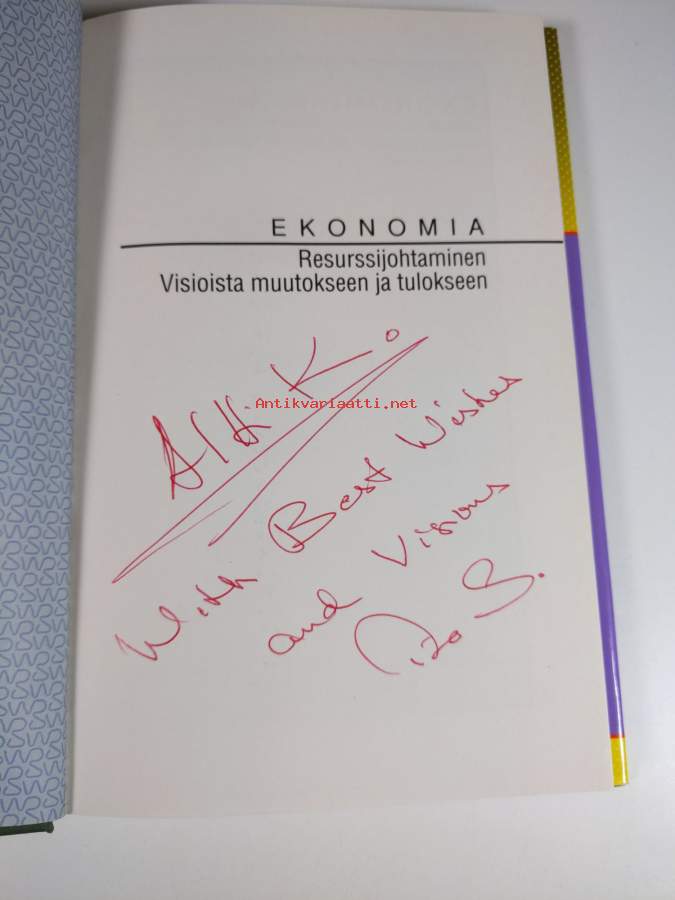 EKONOMIA
Resurssijohtaminen
Visioista muutokseen ja tulokseen
K.
Antikvariaatti.net
With Best Wishes
and Visions
S.